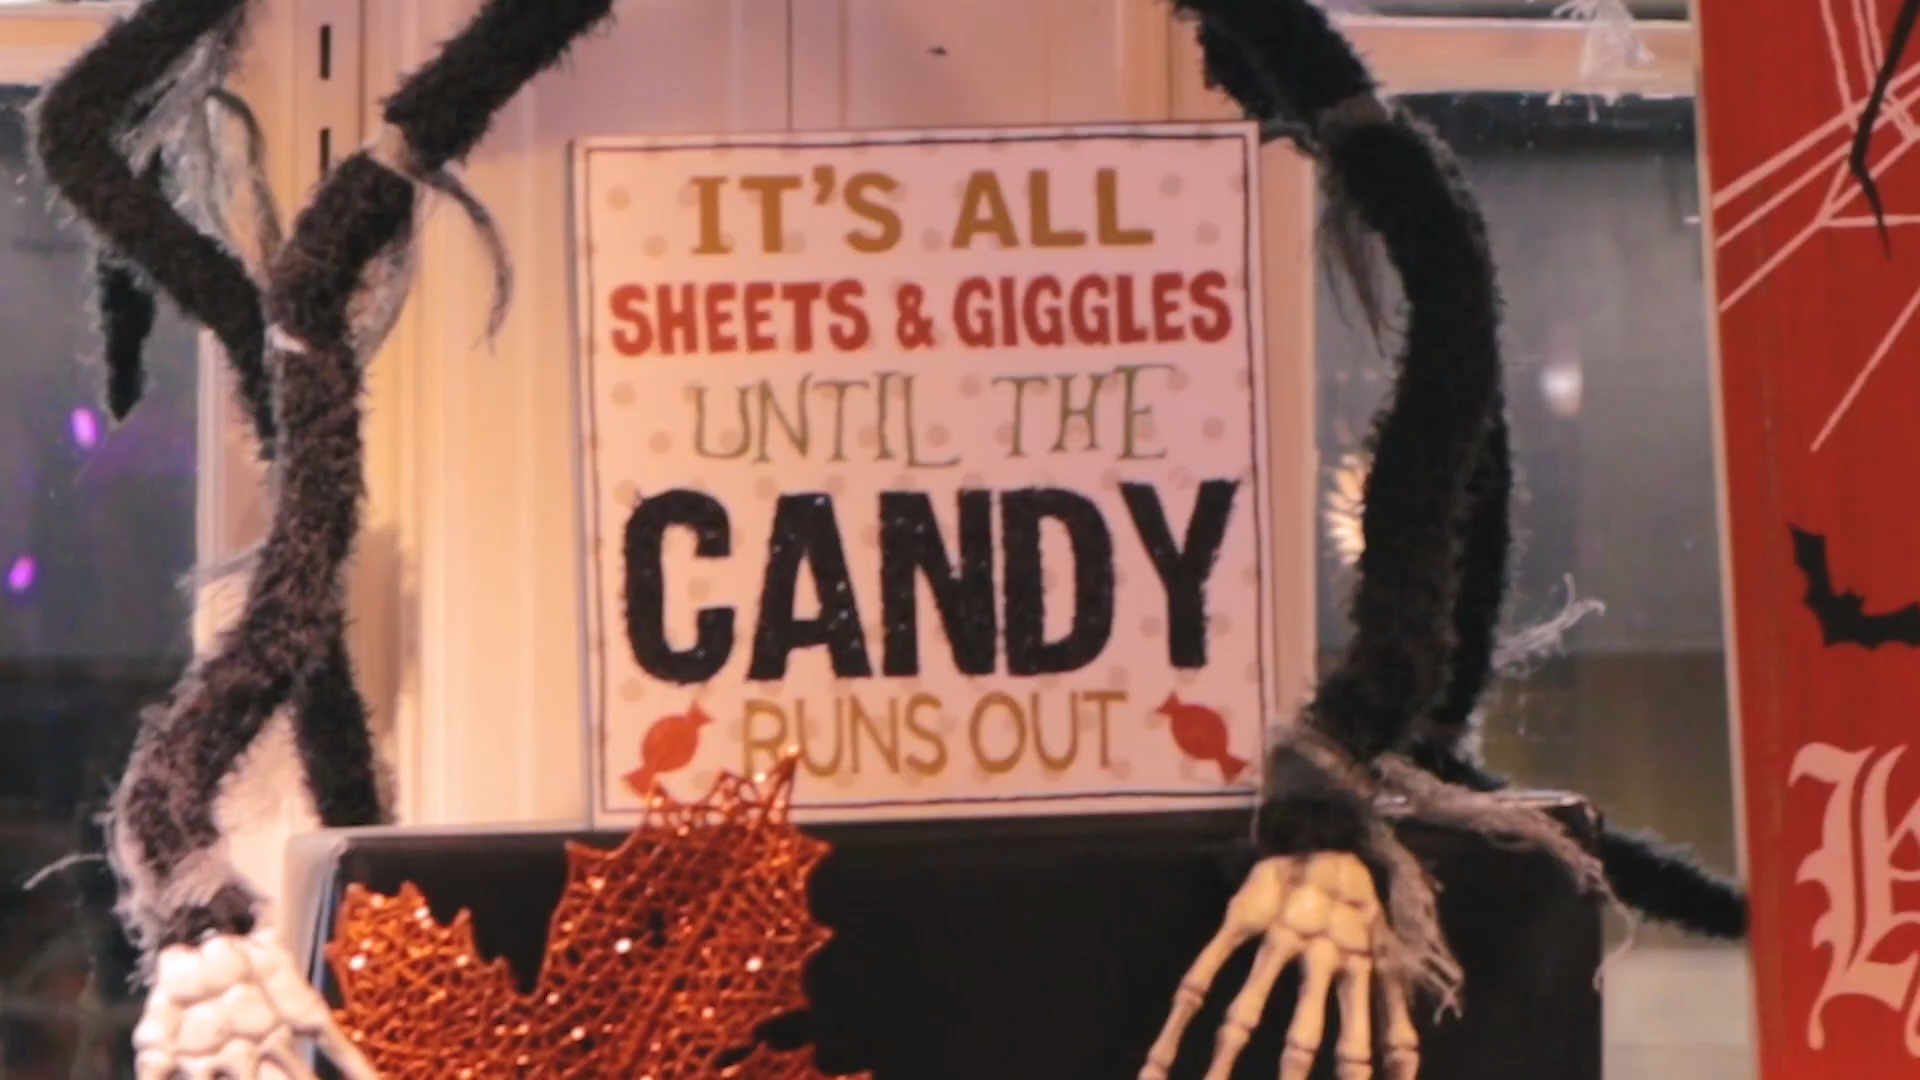 IT'S ALL
SHEETS & GIGGLES
UNTIL THE
CANDY
RUNS OUT